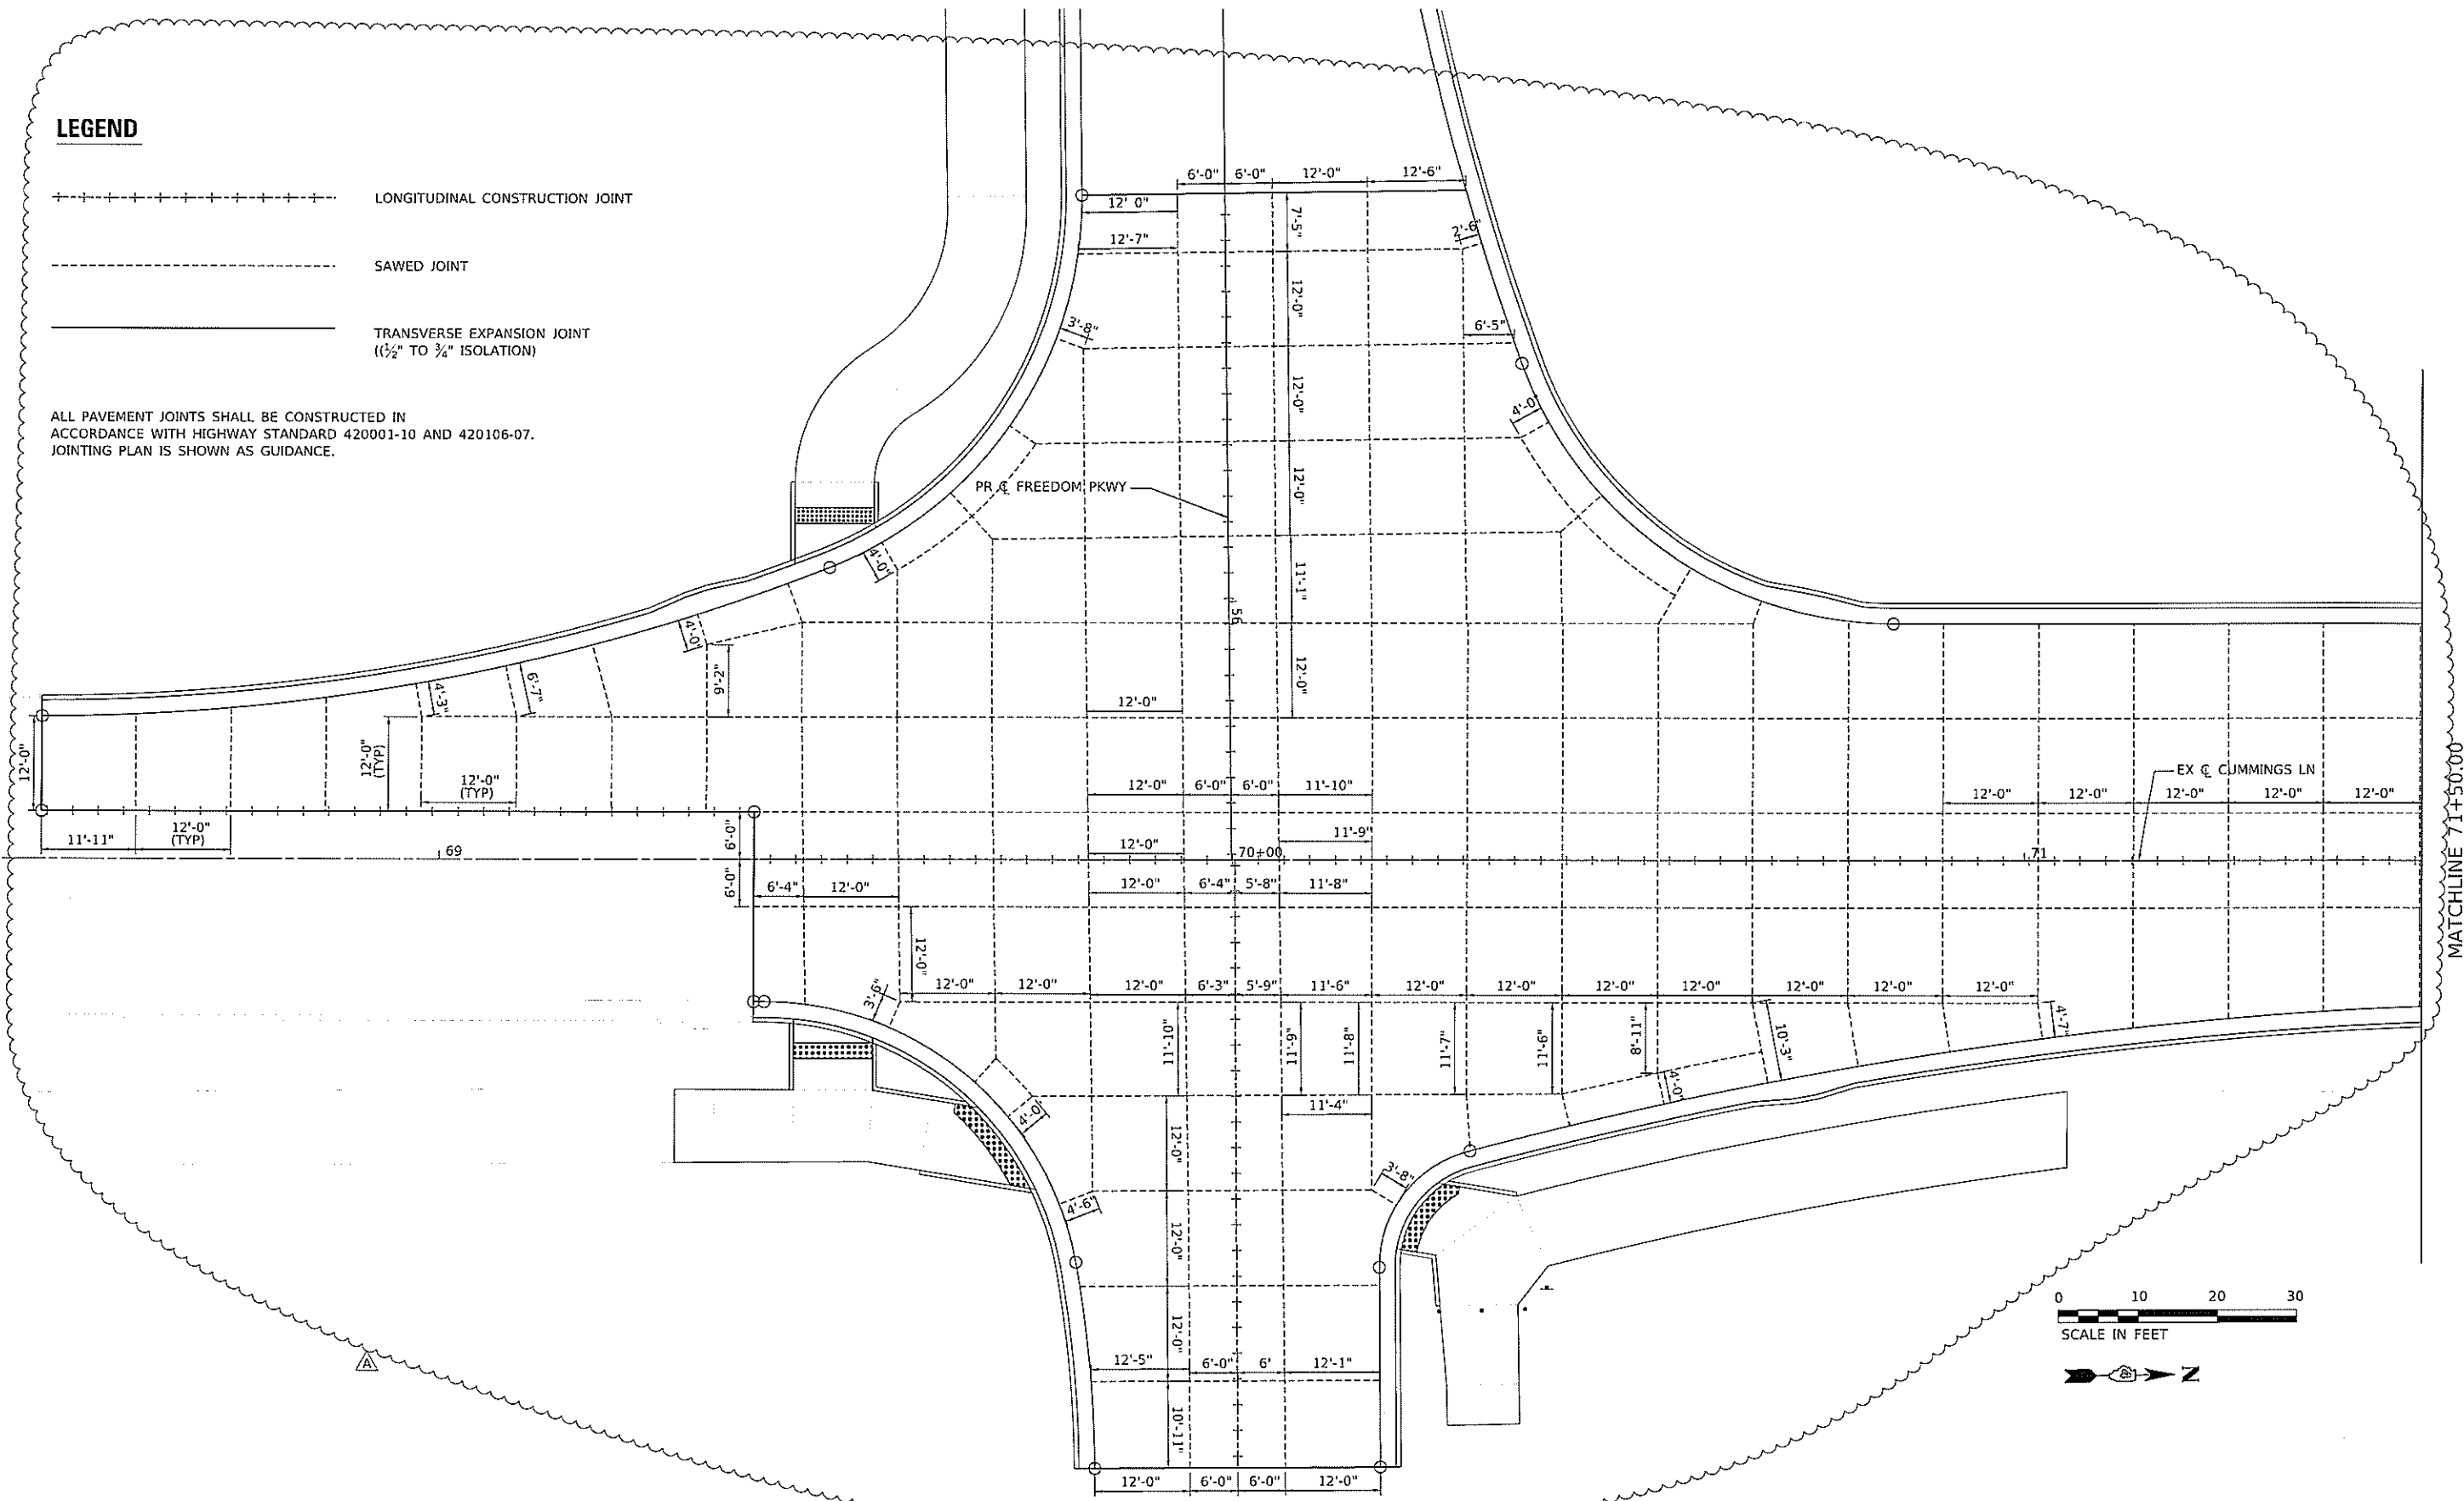 LEGEND
LONGITUDINAL CONSTRUCTION JOINT
SAWED JOINT
TRANSVERSE EXPANSION JOINT
((½" TO ¾" ISOLATION)
ALL PAVEMENT JOINTS SHALL BE CONSTRUCTED IN
ACCORDANCE WITH HIGHWAY STANDARD 420001-10 AND 420106-07.
JOINTING PLAN IS SHOWN AS GUIDANCE.
6'-0" 6'-0" 12'-0" 12'-6"
12' 0"
12'-7"
7'-5"
2'-6"
12'-0"
3'-8"
6'-5"
12'-0"
4'-0"
PR ℄ FREEDOM PKWY
12'-0"
4'-0"
11'-1"
56
4'-0"
9'-2"
12'-0"
4'-3"
6'-7"
12'-0"
12'-0"
12'-0"
(TYP)
12'-0"
(TYP)
12'-0" 6'-0" 6'-0" 11'-10"
EX ℄ CUMMINGS LN
12'-0" 12'-0" 12'-0" 12'-0" 12'-0"
MATCHLINE 71+50.00
11'-11"
12'-0"
(TYP)
6'-0"
11'-9"
12'-0"
69
70+00
71
6'-0"
6'-4" 12'-0"
12'-0" 6'-4" 5'-8" 11'-8"
12'-0"
3'-6"
12'-0" 12'-0" 12'-0" 6'-3" 5'-9" 11'-6" 12'-0" 12'-0" 12'-0" 12'-0" 12'-0" 12'-0" 12'-0"
11'-10"
11'-9"
11'-8"
11'-7"
11'-6"
8'-11"
10'-3"
4'-7"
4'-0"
4'-0"
11'-4"
12'-0"
3'-8"
4'-6"
12'-0"
12'-0"
12'-5" 6'-0" 6' 12'-1"
10'-11"
12'-0" 6'-0" 6'-0" 12'-0"
A
0 10 20 30
SCALE IN FEET
N